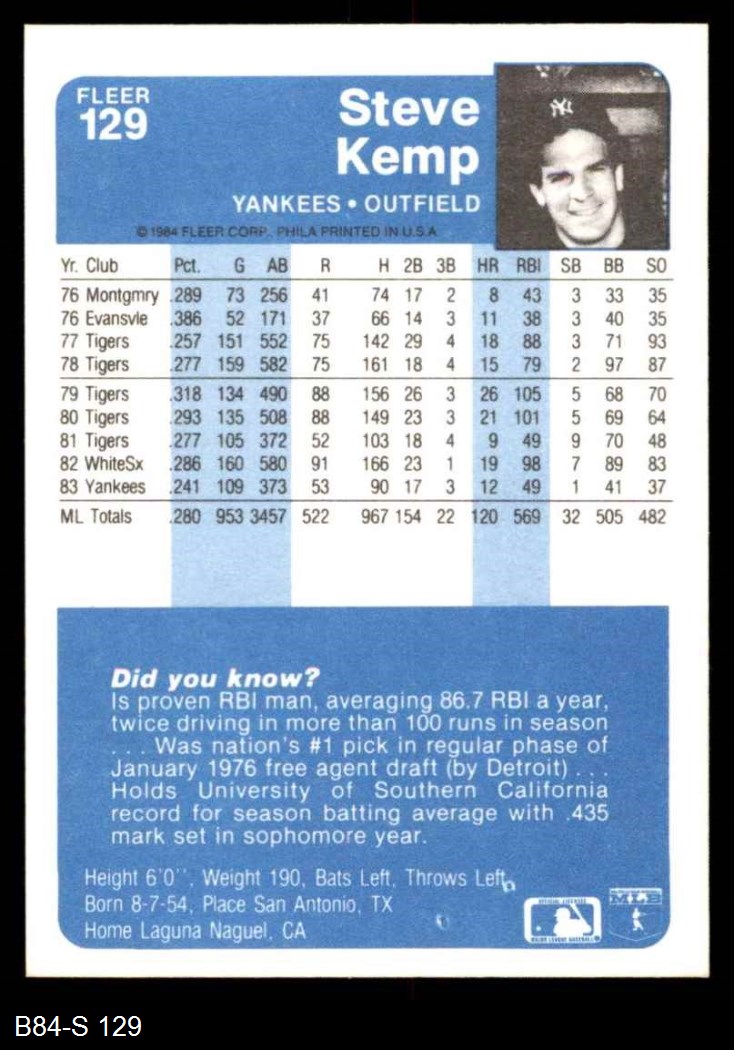 FLEER
129
Steve
Kemp
YANKEES • OUTFIELD
© 1984 FLEER CORP., PHILA PRINTED IN U.S.A.
Yr. Club Pct. G AB R H 2B 3B HR RBI SB BB SO
76 Montgmry .289 73 256 41 74 17 2 8 43 3 33 35
76 Evansvle .386 52 171 37 66 14 3 11 38 3 40 35
77 Tigers .257 151 552 75 142 29 4 18 88 3 71 93
78 Tigers .277 159 582 75 161 18 4 15 79 2 97 87
79 Tigers .318 134 490 88 156 26 3 26 105 5 68 70
80 Tigers .293 135 508 88 149 23 3 21 101 5 69 64
81 Tigers .277 105 372 52 103 18 4 9 49 9 70 48
82 WhiteSx .286 160 580 91 166 23 1 19 98 7 89 83
83 Yankees .241 109 373 53 90 17 3 12 49 1 41 37
ML Totals .280 953 3457 522 967 154 22 120 569 32 505 482
Did you know?
Is proven RBI man, averaging 86.7 RBI a year,
twice driving in more than 100 runs in season
. . . Was nation's #1 pick in regular phase of
January 1976 free agent draft (by Detroit) . . .
Holds University of Southern California
record for season batting average with .435
mark set in sophomore year.
Height 6'0'', Weight 190, Bats Left, Throws Left
Born 8-7-54, Place San Antonio, TX
Home Laguna Naguel, CA
MLB
B84-S 129